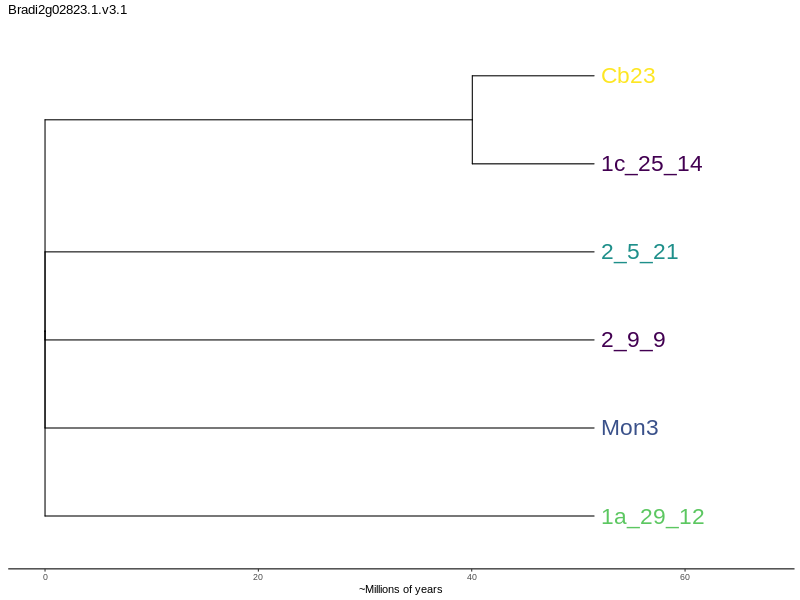 Bradi2g02823.1.v3.1
Cb23
1c_25_14
2_5_21
2_9_9
Mon3
1a_29_12
0 20 40 60
~Millions of years